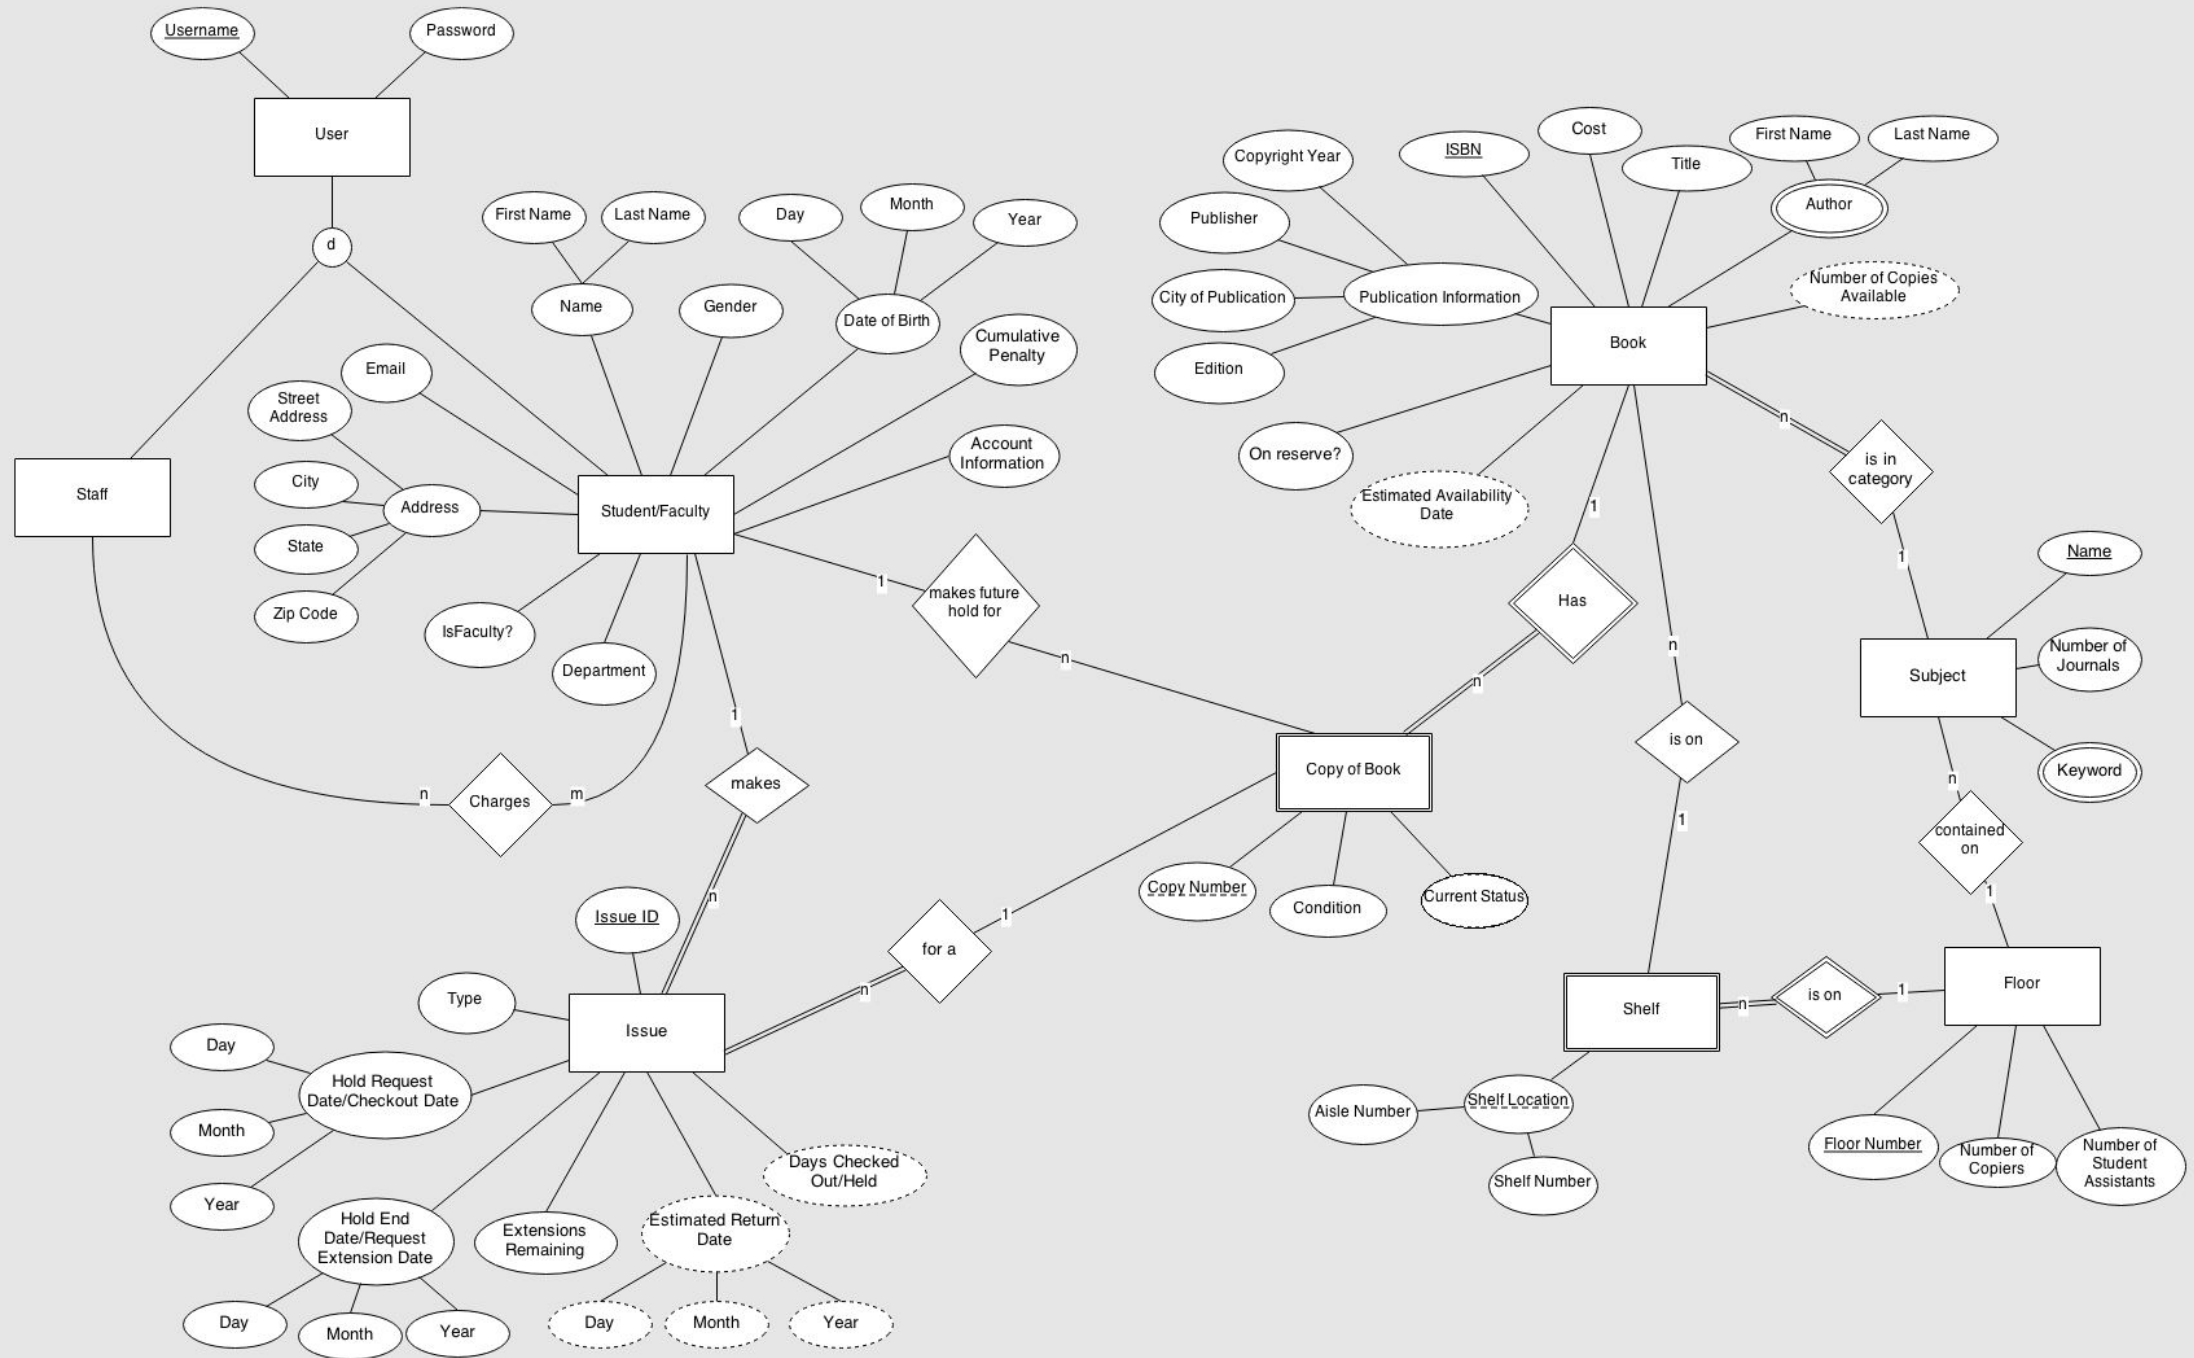 Username
Password
User
d
First Name
Last Name
Day
Month
Year
Name
Gender
Date of Birth
Cumulative
Penalty
Email
Street
Address
Account
Information
City
Address
State
Zip Code
Staff
Student/Faculty
IsFaculty?
Department
1
makes future
hold for
n
1
makes
n
n
Charges
m
Copyright Year
ISBN
Cost
Title
First Name
Last Name
Author
Publisher
City of Publication
Publication Information
Edition
Number of Copies
Available
Book
On reserve?
Estimated Availability
Date
n
is in
category
1
1
Has
n
n
is on
1
Name
Number of
Journals
Subject
Keyword
n
contained
on
1
Copy of Book
Copy Number
Condition
Current Status
1
for a
n
Issue ID
Type
Issue
Day
Hold Request
Date/Checkout Date
Month
Year
Hold End
Date/Request
Extension Date
Day
Month
Year
Extensions
Remaining
Estimated Return
Date
Day
Month
Year
Days Checked
Out/Held
Shelf
n
is on
1
Floor
Aisle Number
Shelf Location
Shelf Number
Floor Number
Number of
Copiers
Number of
Student
Assistants